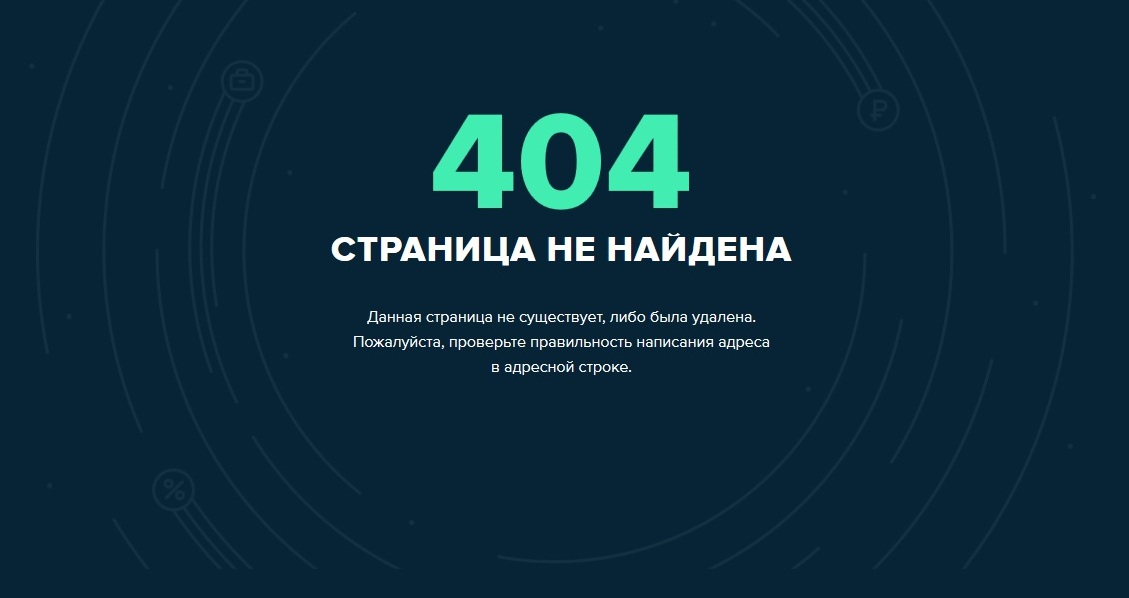 404
СТРАНИЦА НЕ НАЙДЕНА
Данная страница не существует, либо была удалена.
Пожалуйста, проверьте правильность написания адреса
в адресной строке.